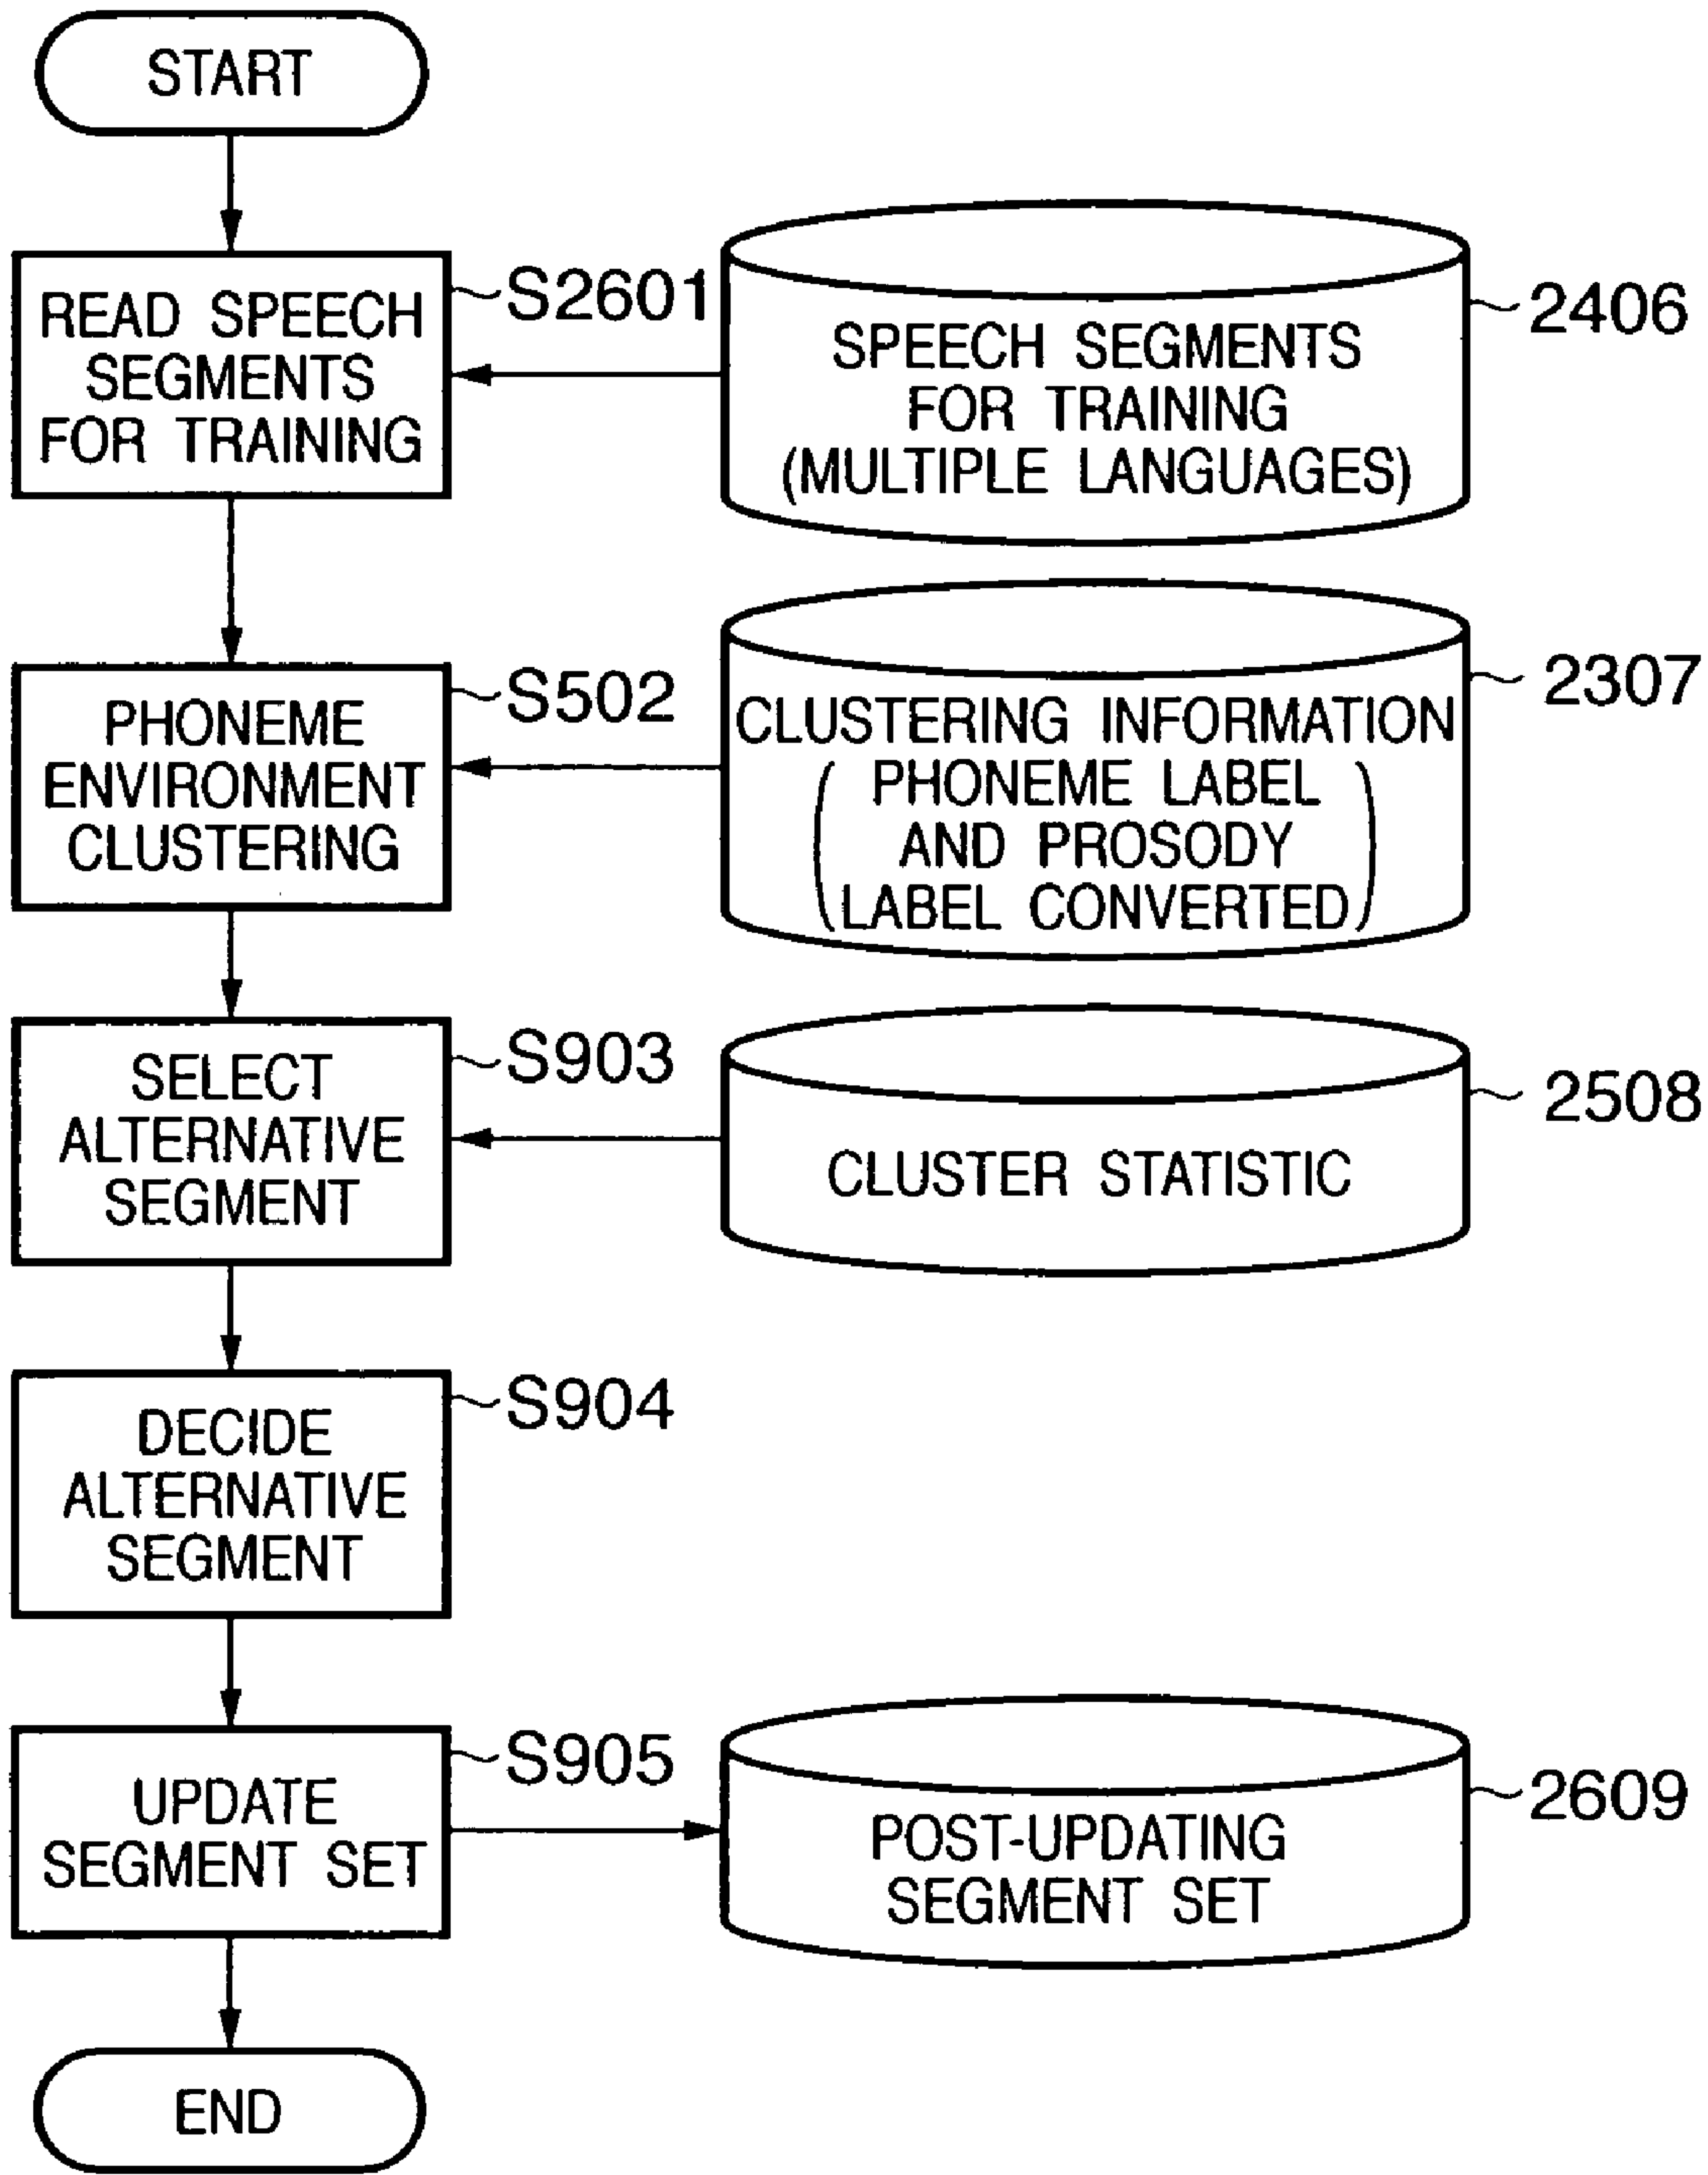 START
S2601
READ SPEECH
SEGMENTS
FOR TRAINING
2406
SPEECH SEGMENTS
FOR TRAINING
(MULTIPLE LANGUAGES)
S502
PHONEME
ENVIRONMENT
CLUSTERING
2307
CLUSTERING INFORMATION
(PHONEME LABEL
AND PROSODY
LABEL CONVERTED)
S903
SELECT
ALTERNATIVE
SEGMENT
2508
CLUSTER STATISTIC
S904
DECIDE
ALTERNATIVE
SEGMENT
S905
UPDATE
SEGMENT SET
2609
POST-UPDATING
SEGMENT SET
END